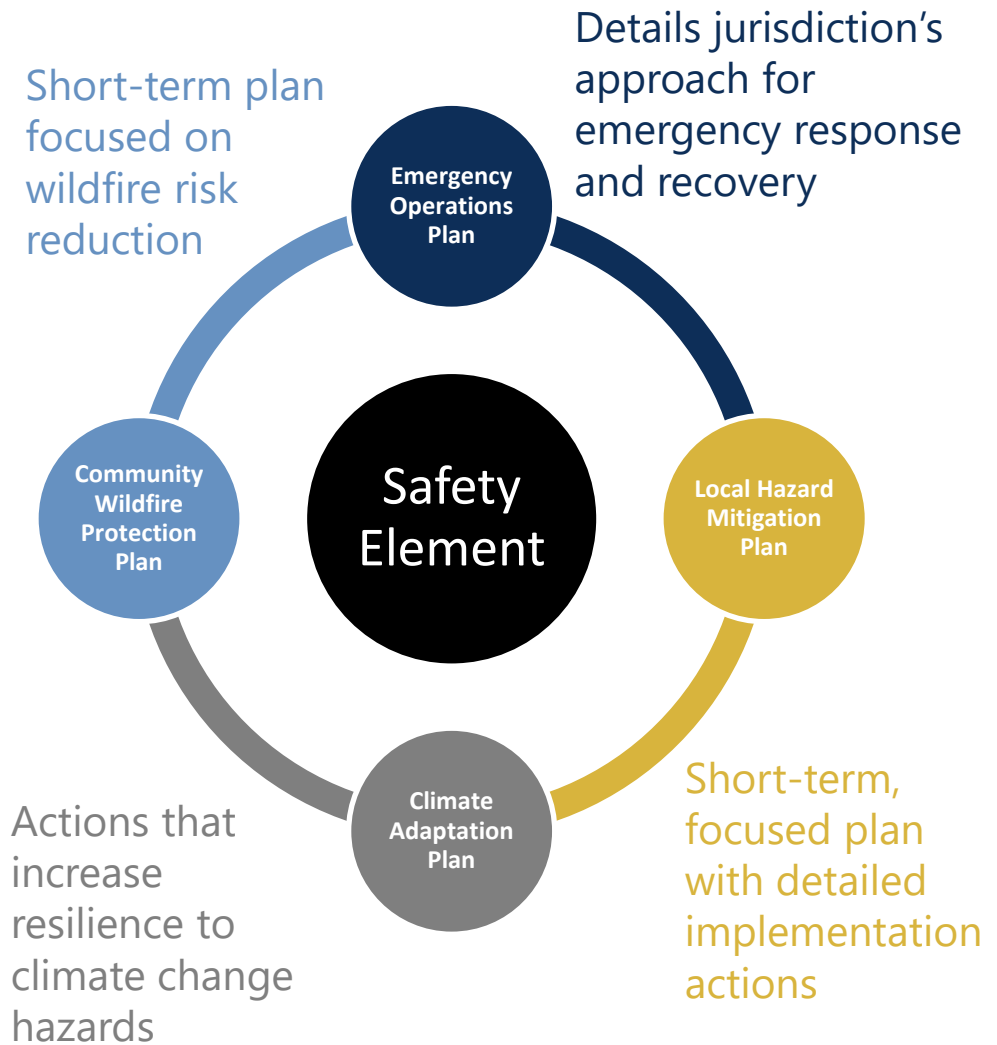 Details jurisdiction’s
approach for
emergency response
and recovery
Short-term plan
focused on
wildfire risk
reduction
Emergency
Operations
Plan
Community
Wildfire
Protection
Plan
Safety
Element
Local Hazard
Mitigation
Plan
Climate
Adaptation
Plan
Short-term,
focused plan
with detailed
implementation
actions
Actions that
increase
resilience to
climate change
hazards